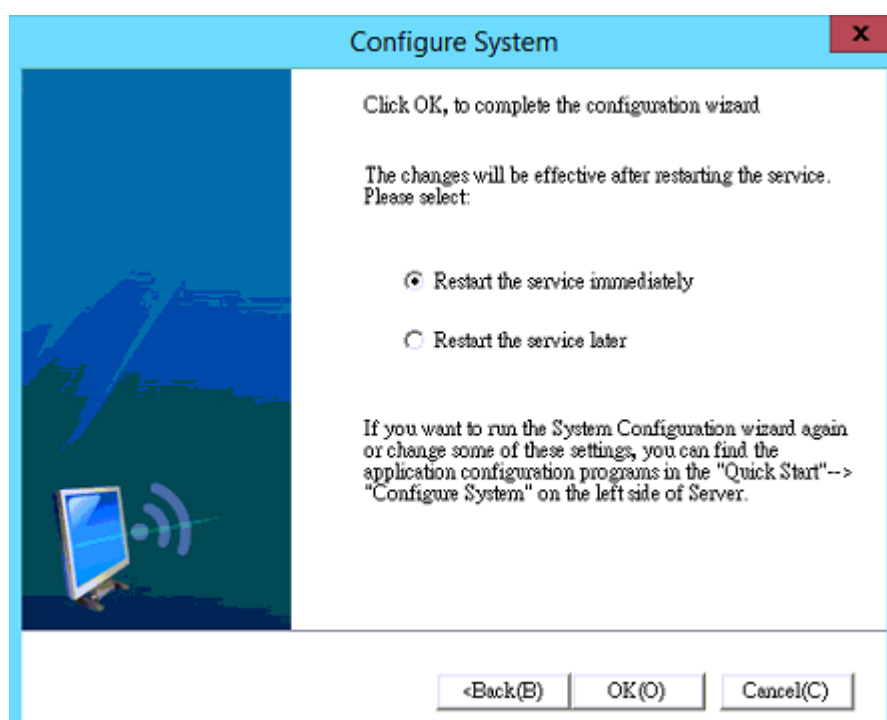 Configure System
x
Click OK, to complete the configuration wizard
The changes will be effective after restarting the service.
Please select:
Restart the service immediately
Restart the service later
If you want to run the System Configuration wizard again
or change some of these settings, you can find the
application configuration programs in the "Quick Start"-->
"Configure System" on the left side of Server.
<Back(B)
OK(O)
Cancel(C)